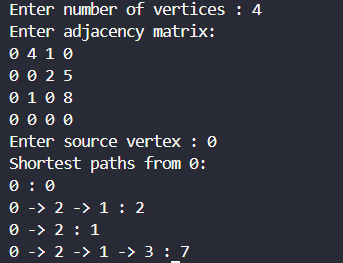 Enter number of vertices : 4
Enter adjacency matrix:
0 4 1 0
0 0 2 5
0 1 0 8
0 0 0 0
Enter source vertex : 0
Shortest paths from 0:
0 : 0
0 -> 2 -> 1 : 2
0 -> 2 : 1
0 -> 2 -> 1 -> 3 : 7